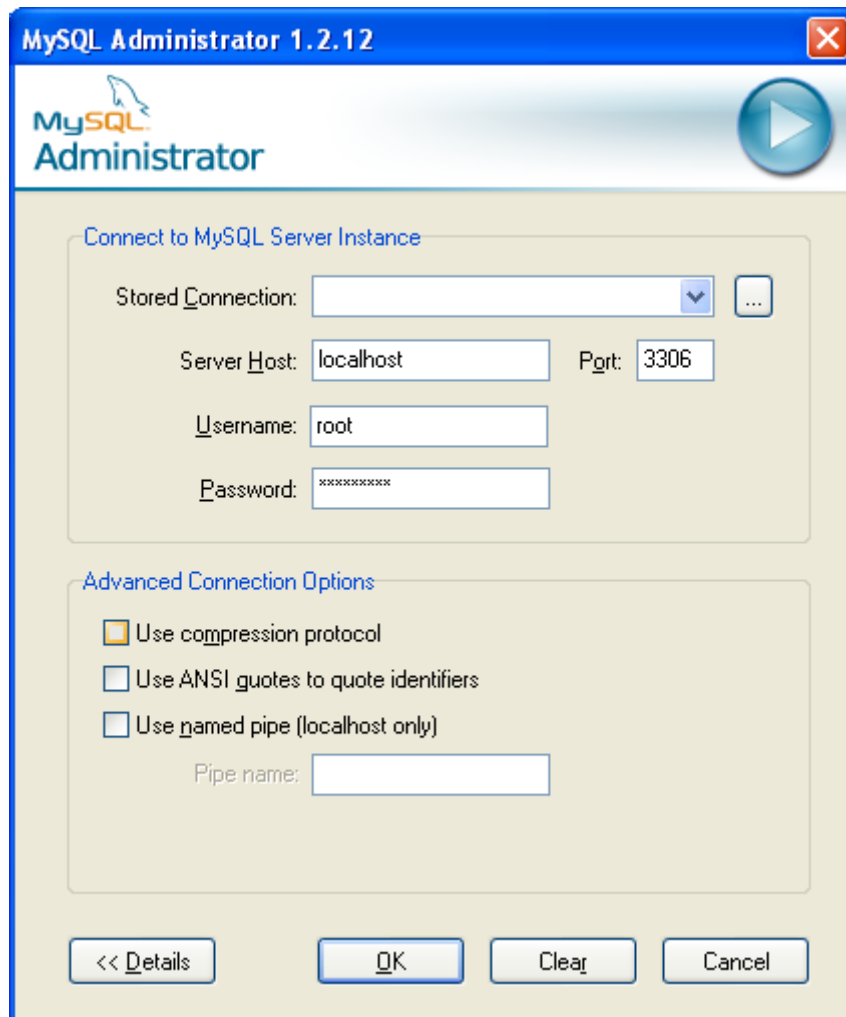 MySQL Administrator 1.2.12
MySQL
Administrator
Connect to MySQL Server Instance
Stored Connection:
...
Server Host: localhost Port: 3306
Username: root
Password: *********
Advanced Connection Options
Use compression protocol
Use ANSI quotes to quote identifiers
Use named pipe (localhost only)
Pipe name:
<< Details OK Clear Cancel